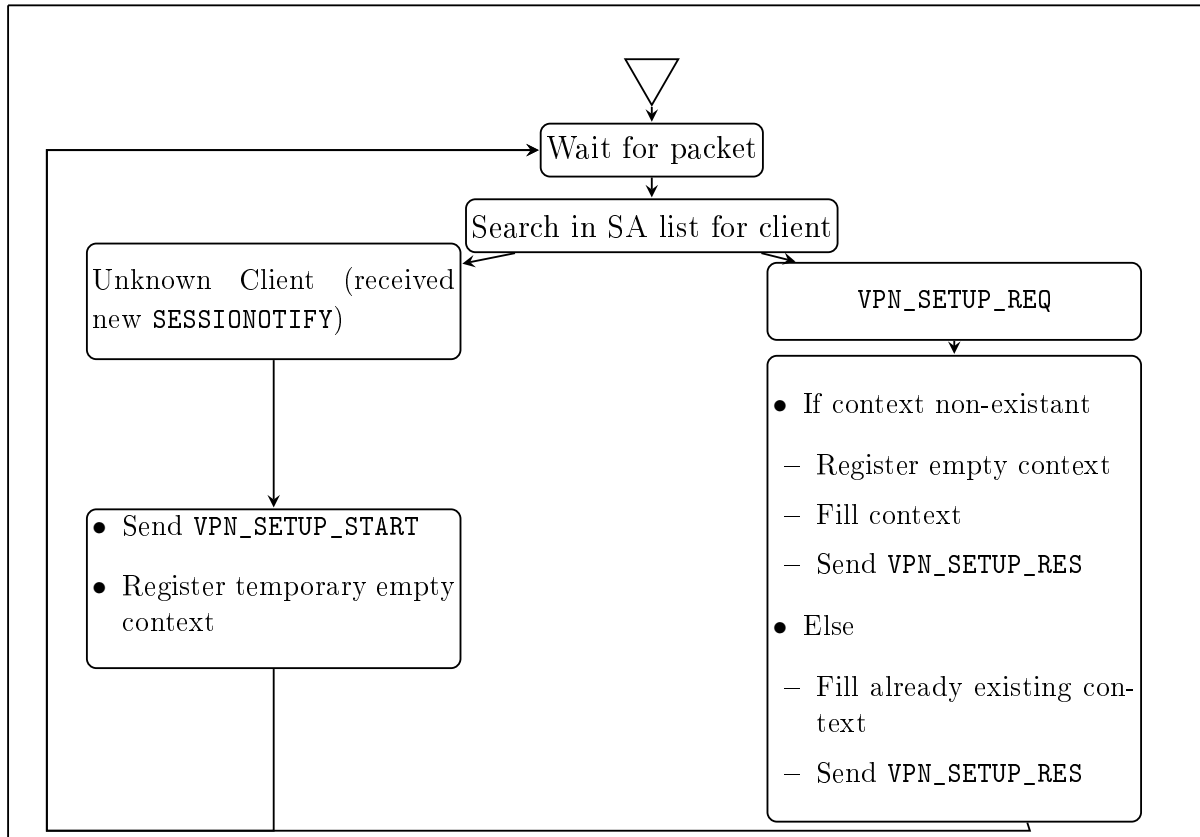 Wait for packet
Search in SA list for client
Unknown Client (received
new SESSIONOTIFY)
VPN_SETUP_REQ
• Send VPN_SETUP_START
• Register temporary empty
context
• If context non-existant
– Register empty context
– Fill context
– Send VPN_SETUP_RES
• Else
– Fill already existing con-
text
– Send VPN_SETUP_RES